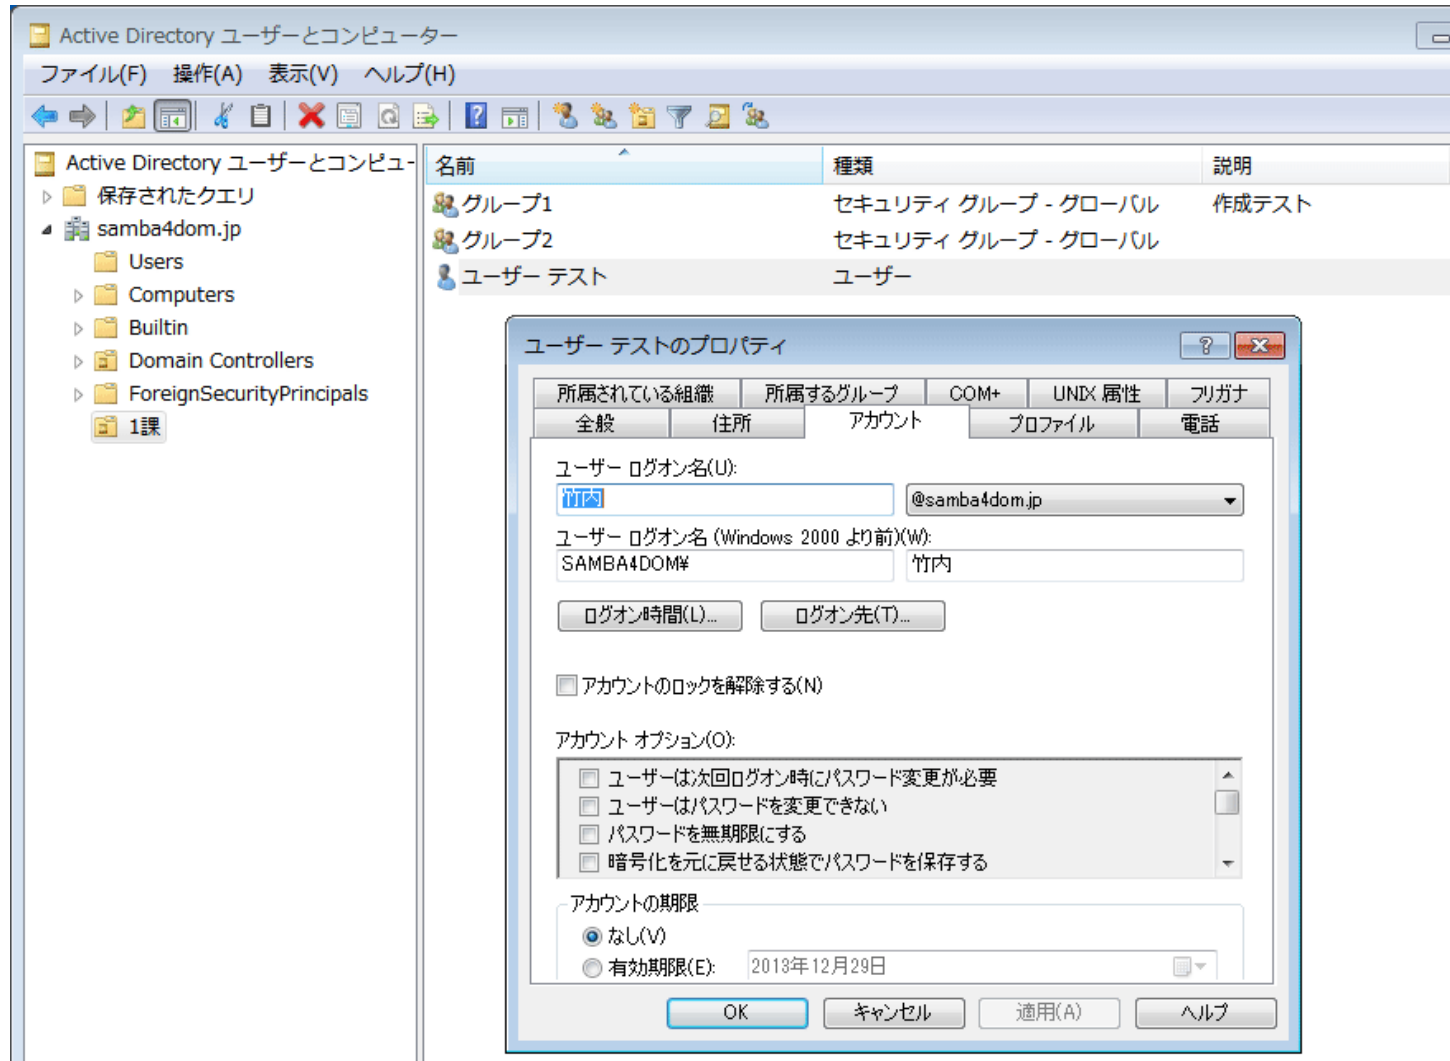 Active Directory ユーザーとコンピューター
ファイル(F) 操作(A) 表示(V) ヘルプ(H)
Active Directory ユーザーとコンピュ
保存されたクエリ
samba4dom.jp
Users
Computers
Builtin
Domain Controllers
ForeignSecurityPrincipals
1課
名前 種類 説明
グループ1 セキュリティ グループ - グローバル 作成テスト
グループ2 セキュリティ グループ - グローバル
ユーザー テスト ユーザー
ユーザー テストのプロパティ
所属されている組織 所属するグループ COM+ UNIX 属性 フリガナ
全般 住所 アカウント プロファイル 電話
ユーザー ログオン名(U):
竹内 @samba4dom.jp
ユーザー ログオン名 (Windows 2000 より前)(W):
SAMBA4DOM¥ 竹内
ログオン時間(L)... ログオン先(T)...
アカウントのロックを解除する(N)
アカウント オプション(O):
ユーザーは次回ログオン時にパスワード変更が必要
ユーザーはパスワードを変更できない
パスワードを無期限にする
暗号化を元に戻せる状態でパスワードを保存する
アカウントの期限
なし(V)
有効期限(E): 2013年12月29日
OK キャンセル 適用(A) ヘルプ